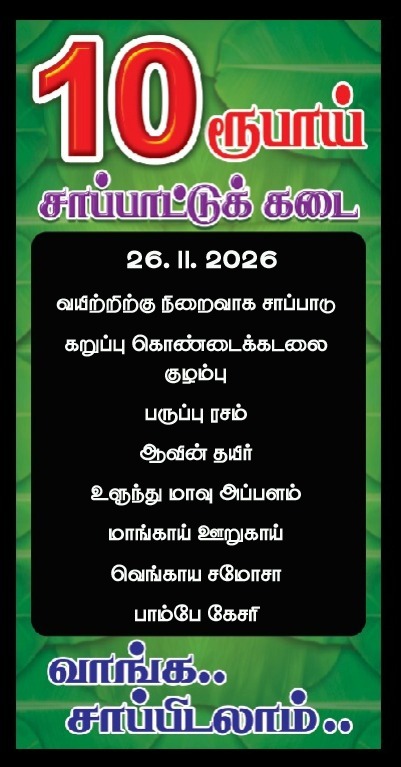 10
ரூபாய்
சாப்பாட்டுக் கடை
26. 11. 2026
வயிற்றிற்கு நிறைவாக சாப்பாடு
கறுப்பு கொண்டைக்கடலை
குழம்பு
பருப்பு ரசம்
ஆவின் தயிர்
உளுந்து மாவு அப்பளம்
மாங்காய் ஊறுகாய்
வெங்காய சமோசா
பாம்பே கேசரி
வாங்க..
சாப்பிடலாம்..